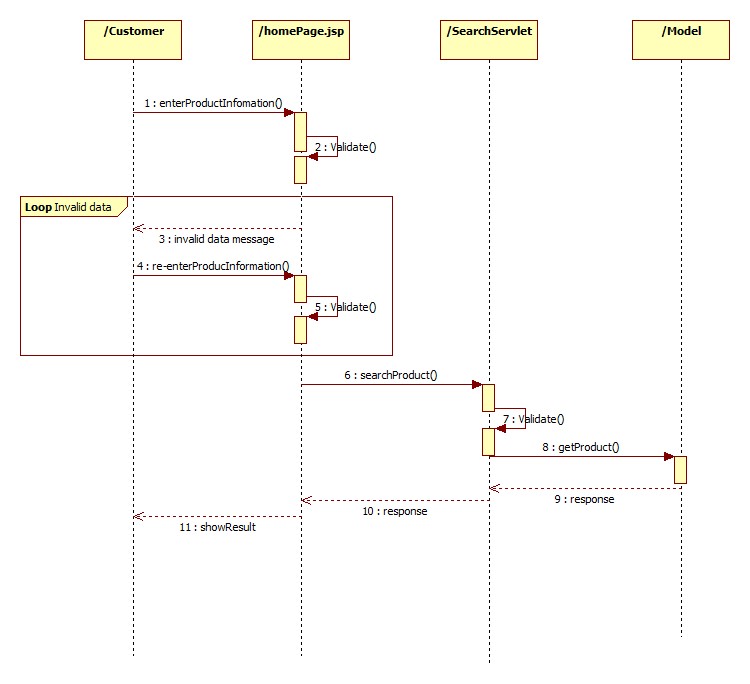 /Customer
/homePage.jsp
/SearchServlet
/Model
1 : enterProductInfomation()
2 : Validate()
Loop Invalid data
3 : invalid data message
4 : re-enterProducInformation()
5 : Validate()
6 : searchProduct()
7 : Validate()
8 : getProduct()
9 : response
10 : response
11 : showResult